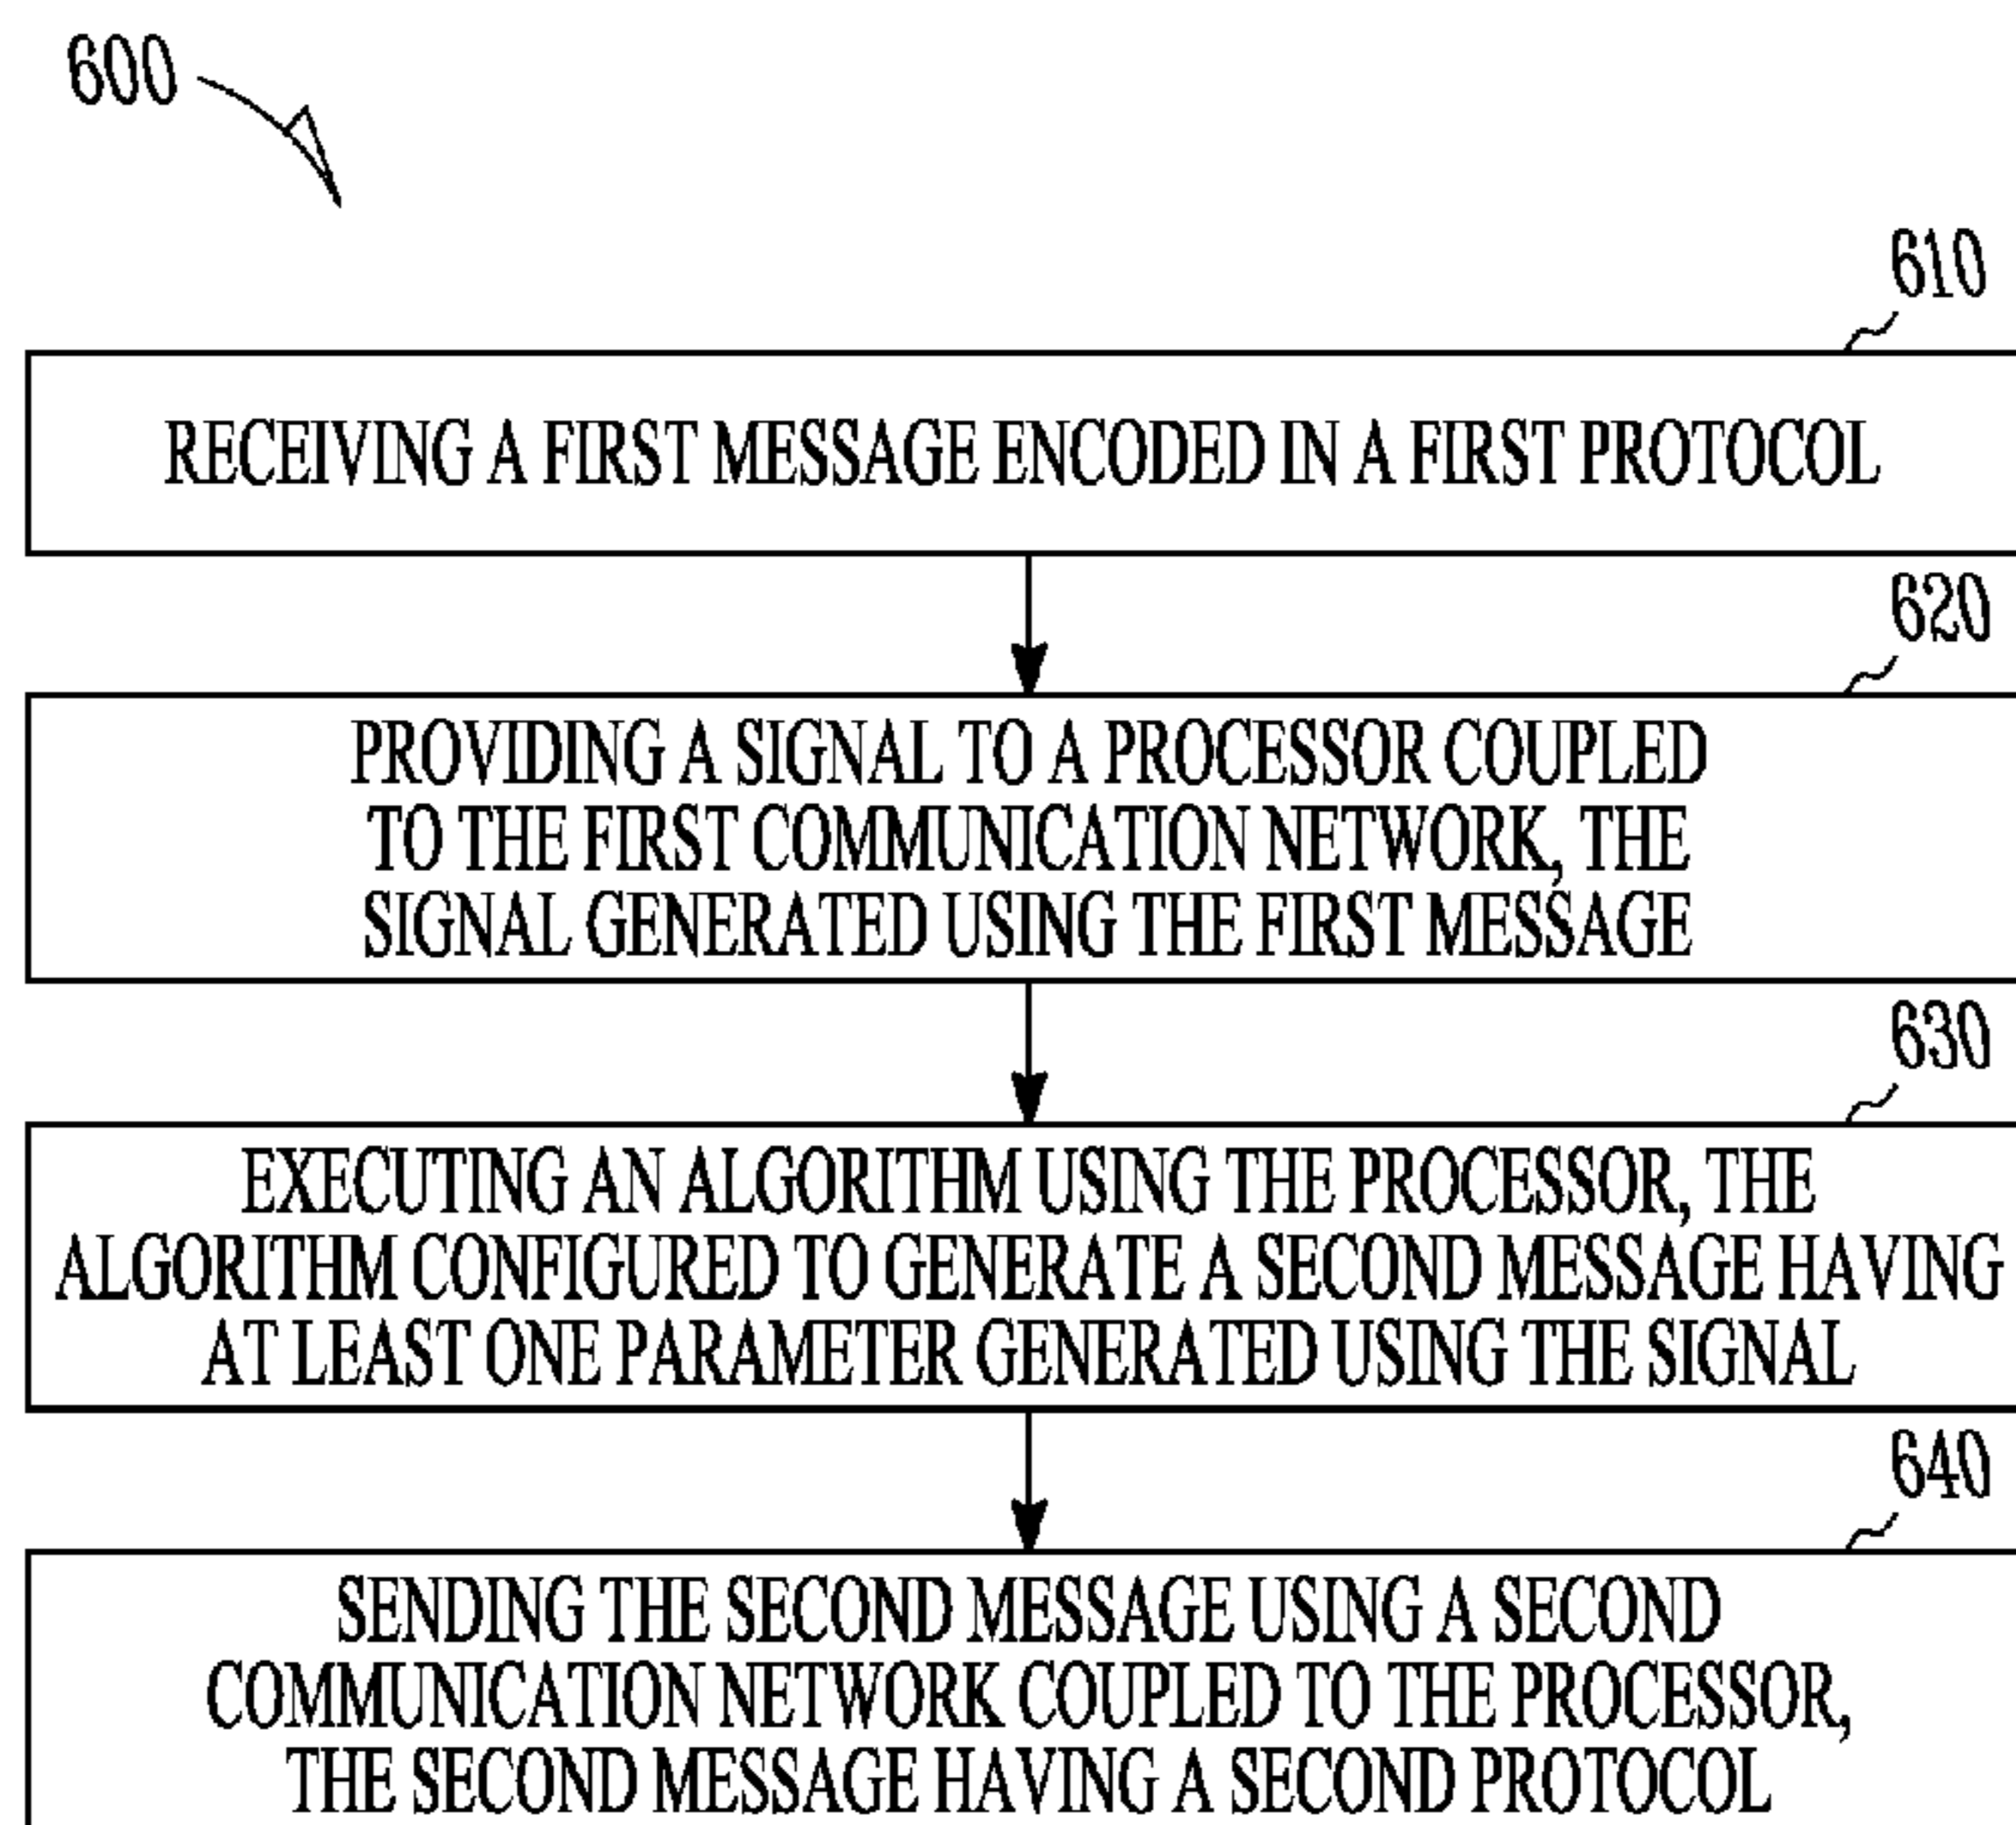 600
610
RECEIVING A FIRST MESSAGE ENCODED IN A FIRST PROTOCOL
620
PROVIDING A SIGNAL TO A PROCESSOR COUPLED
TO THE FIRST COMMUNICATION NETWORK, THE
SIGNAL GENERATED USING THE FIRST MESSAGE
630
EXECUTING AN ALGORITHM USING THE PROCESSOR, THE
ALGORITHM CONFIGURED TO GENERATE A SECOND MESSAGE HAVING
AT LEAST ONE PARAMETER GENERATED USING THE SIGNAL
640
SENDING THE SECOND MESSAGE USING A SECOND
COMMUNICATION NETWORK COUPLED TO THE PROCESSOR,
THE SECOND MESSAGE HAVING A SECOND PROTOCOL